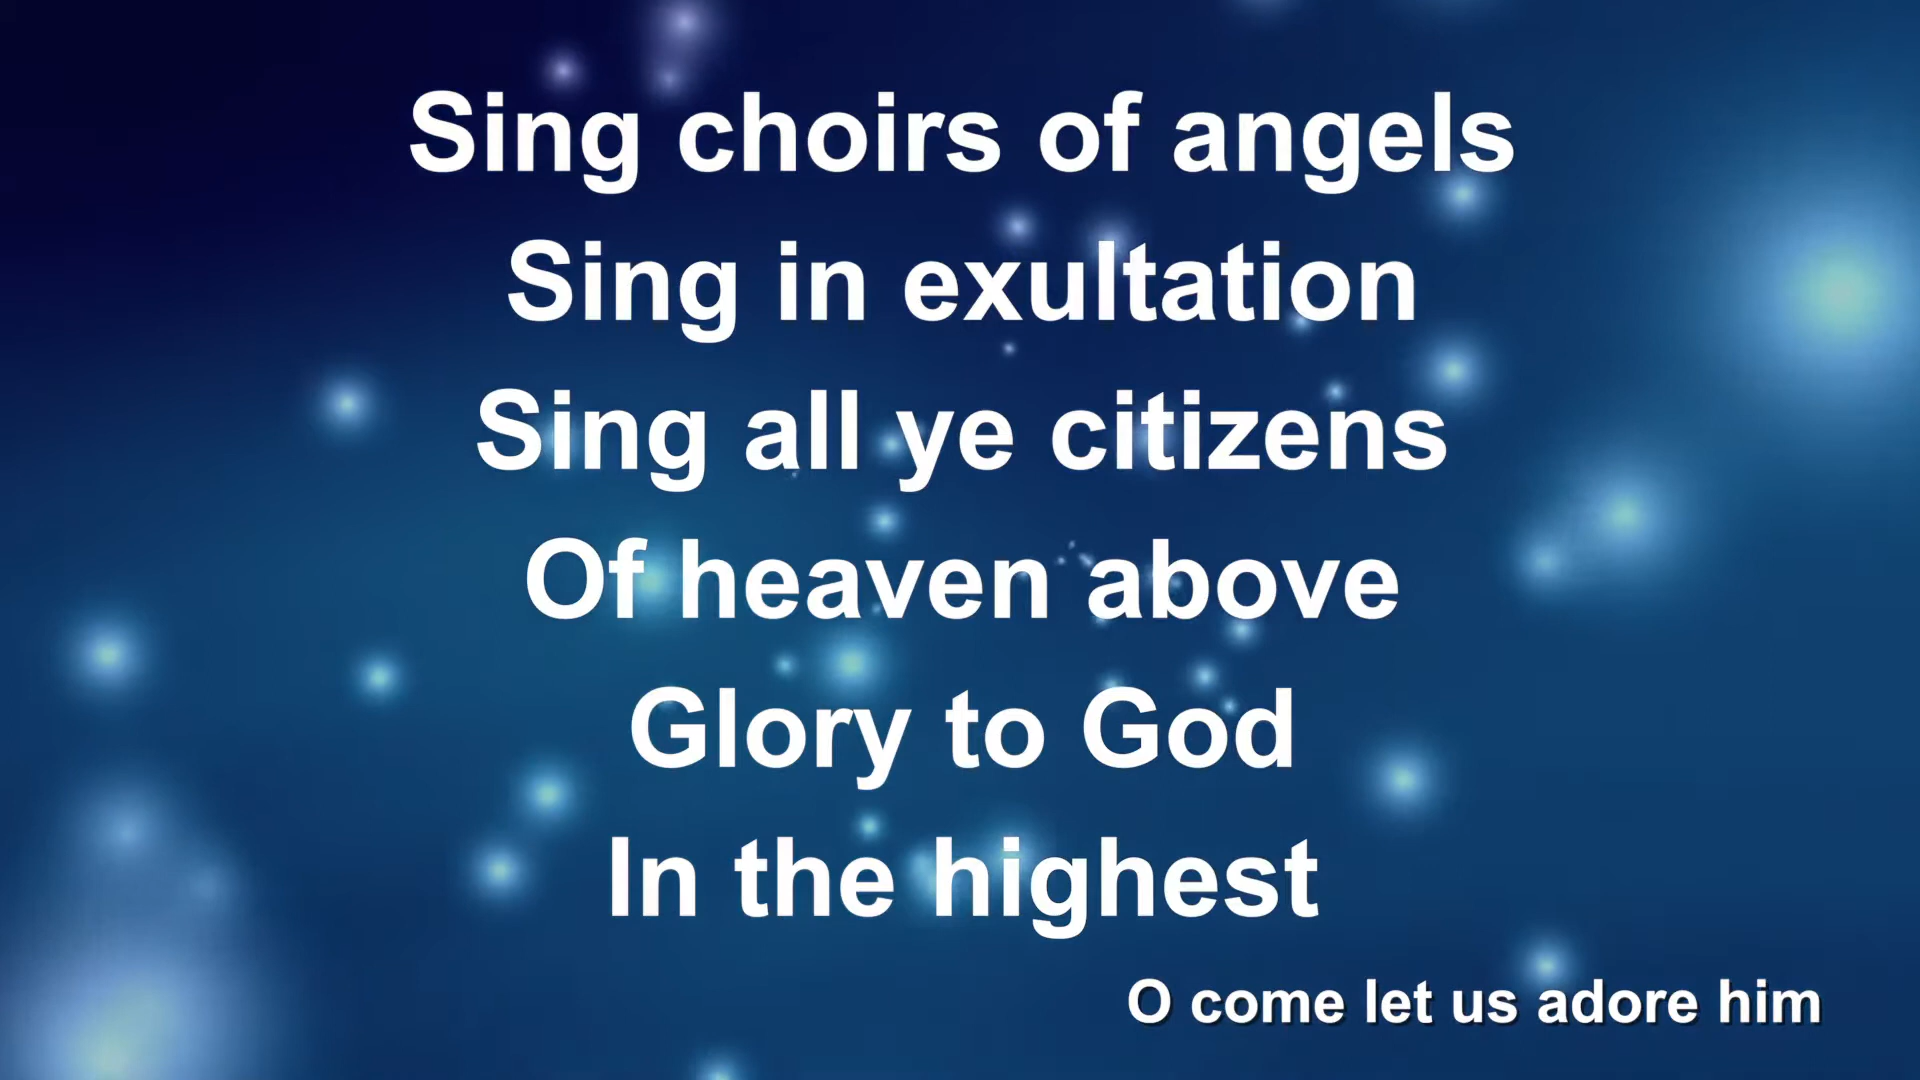 Sing choirs of angels
Sing in exultation
Sing all ye citizens
Of heaven above
Glory to God
In the highest
O come let us adore him